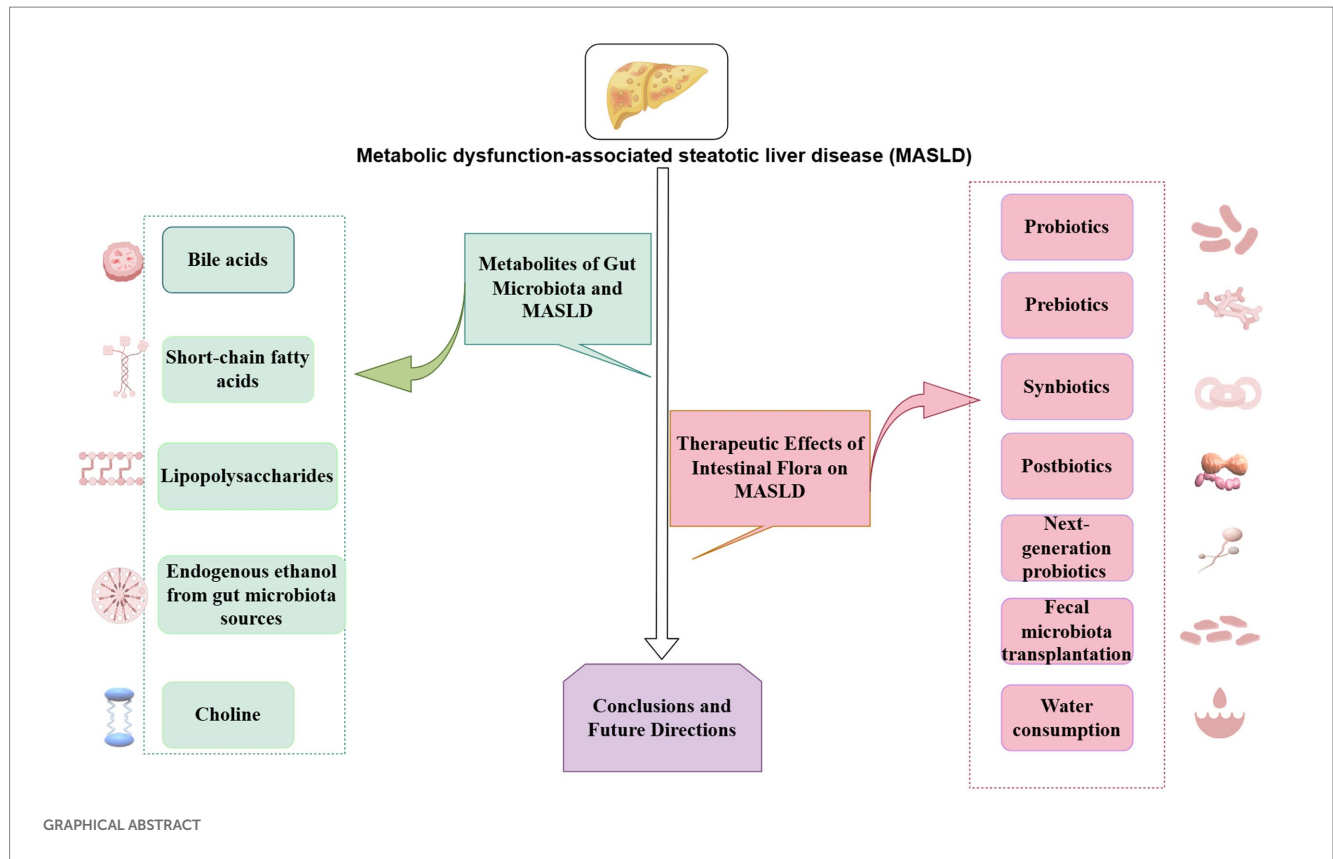 Metabolic dysfunction-associated steatotic liver disease (MASLD)
Metabolites of Gut
Microbiota and
MASLD
Bile acids
Short-chain fatty
acids
Lipopolysaccharides
Endogenous ethanol
from gut microbiota
sources
Choline
Therapeutic Effects of
Intestinal Flora on
MASLD
Probiotics
Prebiotics
Synbiotics
Postbiotics
Next-
generation
probiotics
Fecal
microbiota
transplantation
Water
consumption
Conclusions and
Future Directions
GRAPHICAL ABSTRACT